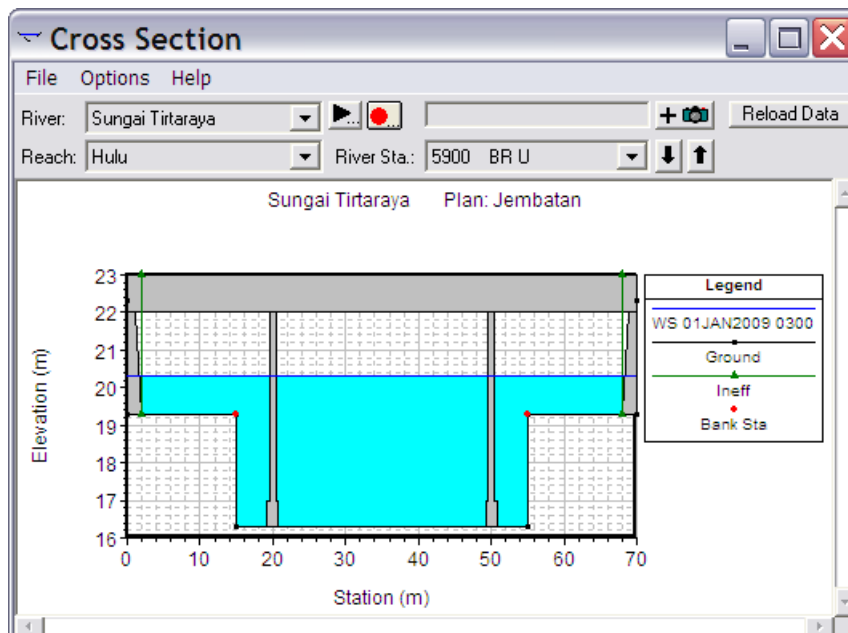 Cross Section
File Options Help
River: Sungai Tirtaraya Reload Data
Reach: Hulu River Sta.: 5900 BR U
Sungai Tirtaraya Plan: Jembatan
23
22
21
20
19
18
17
16
Elevation (m)
0 10 20 30 40 50 60 70
Station (m)
Legend
WS 01JAN2009 0300
Ground
Ineff
Bank Sta